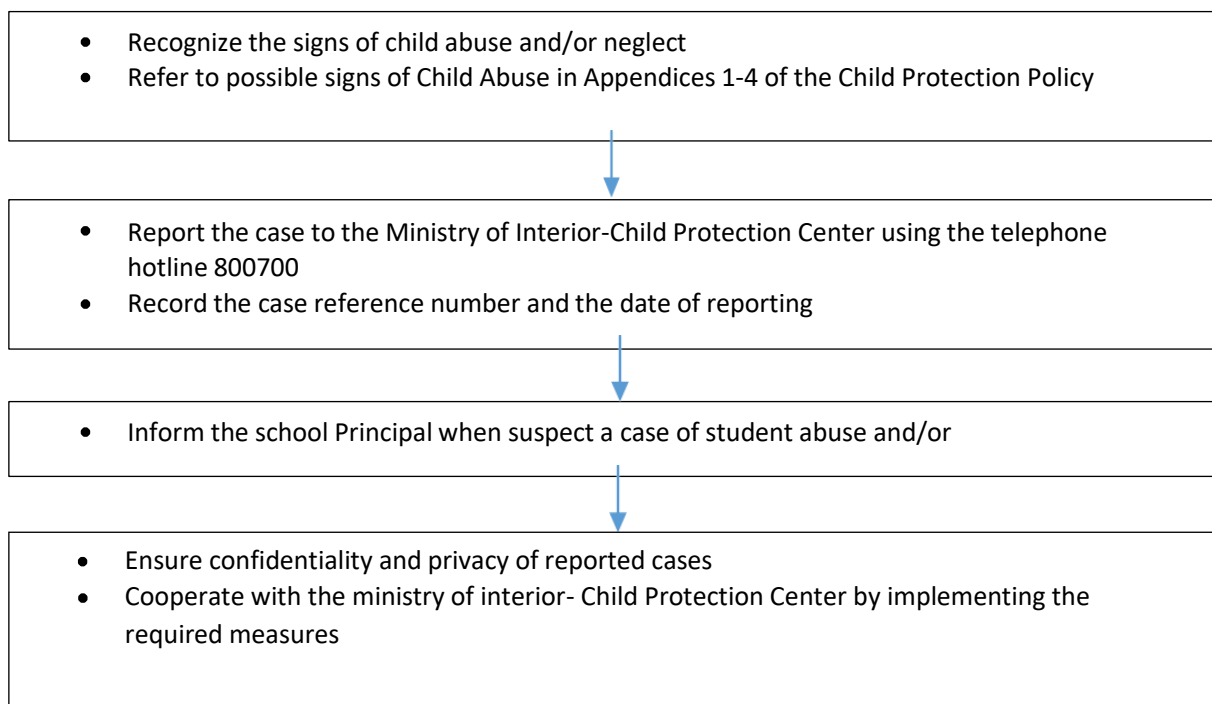 • Recognize the signs of child abuse and/or neglect
• Refer to possible signs of Child Abuse in Appendices 1-4 of the Child Protection Policy
• Report the case to the Ministry of Interior-Child Protection Center using the telephone
hotline 800700
• Record the case reference number and the date of reporting
• Inform the school Principal when suspect a case of student abuse and/or
• Ensure confidentiality and privacy of reported cases
• Cooperate with the ministry of interior- Child Protection Center by implementing the
required measures